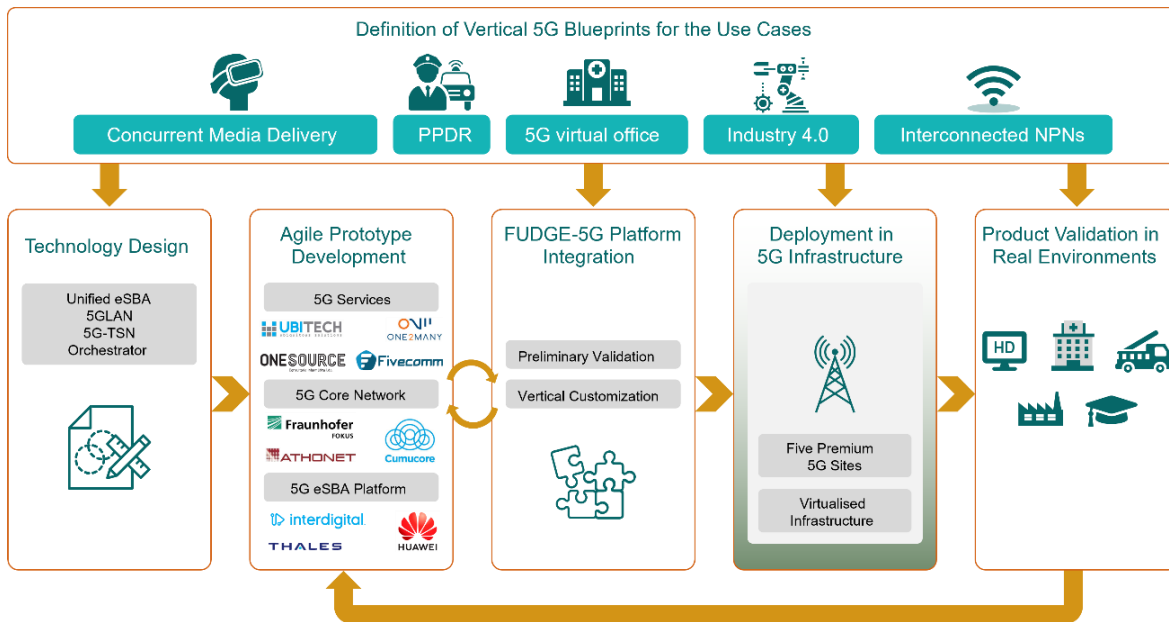 Definition of Vertical 5G Blueprints for the Use Cases
Concurrent Media Delivery
PPDR
5G virtual office
Industry 4.0
Interconnected NPNs
Technology Design
Unified eSBA
5GLAN
5G-TSN
Orchestrator
Agile Prototype
Development
5G Services
UBITECH
ONE2MANY
ONESOURCE
Fivecomm
5G Core Network
Fraunhofer
FOKUS
ATHONET
Cumucore
5G eSBA Platform
interdigital
THALES
HUAWEI
FUDGE-5G Platform
Integration
Preliminary Validation
Vertical Customization
Deployment in
5G Infrastructure
Five Premium
5G Sites
Virtualised
Infrastructure
Product Validation in
Real Environments
HD